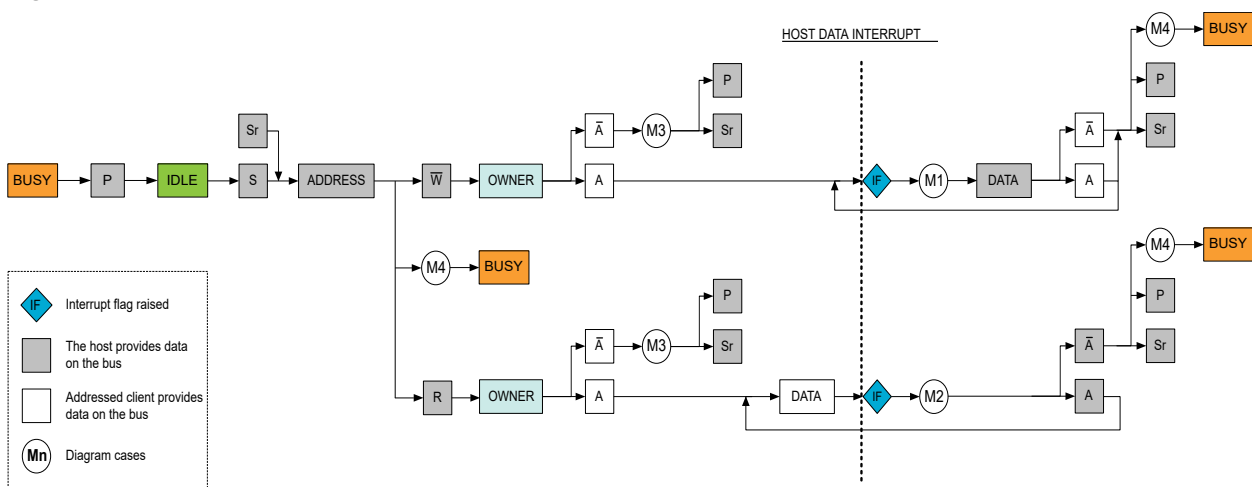 HOST DATA INTERRUPT
M4
BUSY
P
Sr
A̅
M3
Sr
P
A̅
Sr
BUSY
P
IDLE
S
ADDRESS
W̅
OWNER
A
IF
M1
DATA
A
M4
BUSY
M4
BUSY
IF
Interrupt flag raised
P
P
The host provides data
on the bus
A̅
M3
Sr
A̅
Sr
R
OWNER
A
DATA
IF
M2
A
Addressed client provides
data on the bus
Mn
Diagram cases